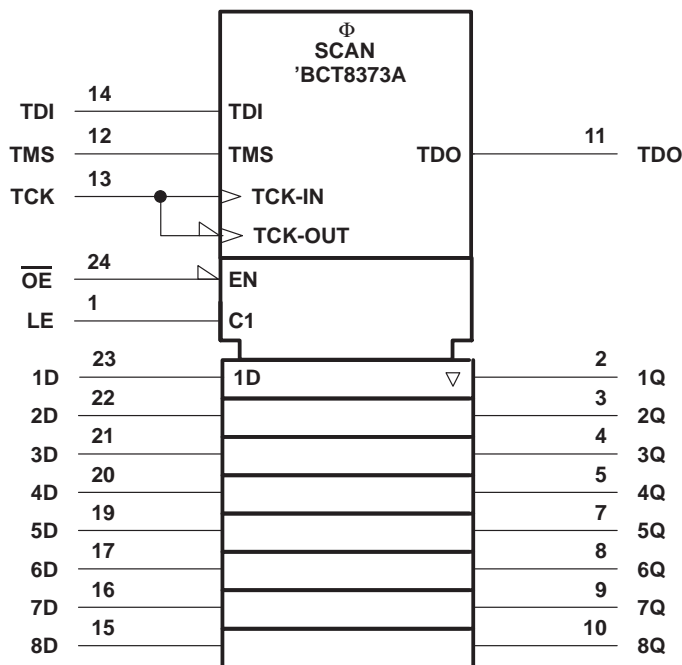 Φ
SCAN
'BCT8373A
TDI 14 TDI
TMS 12 TMS TDO 11 TDO
TCK 13 TCK-IN
TCK-OUT
OE 24 EN
LE 1 C1
1D 23 1D 2 1Q
2D 22 3 2Q
3D 21 4 3Q
4D 20 5 4Q
5D 19 7 5Q
6D 17 8 6Q
7D 16 9 7Q
8D 15 10 8Q